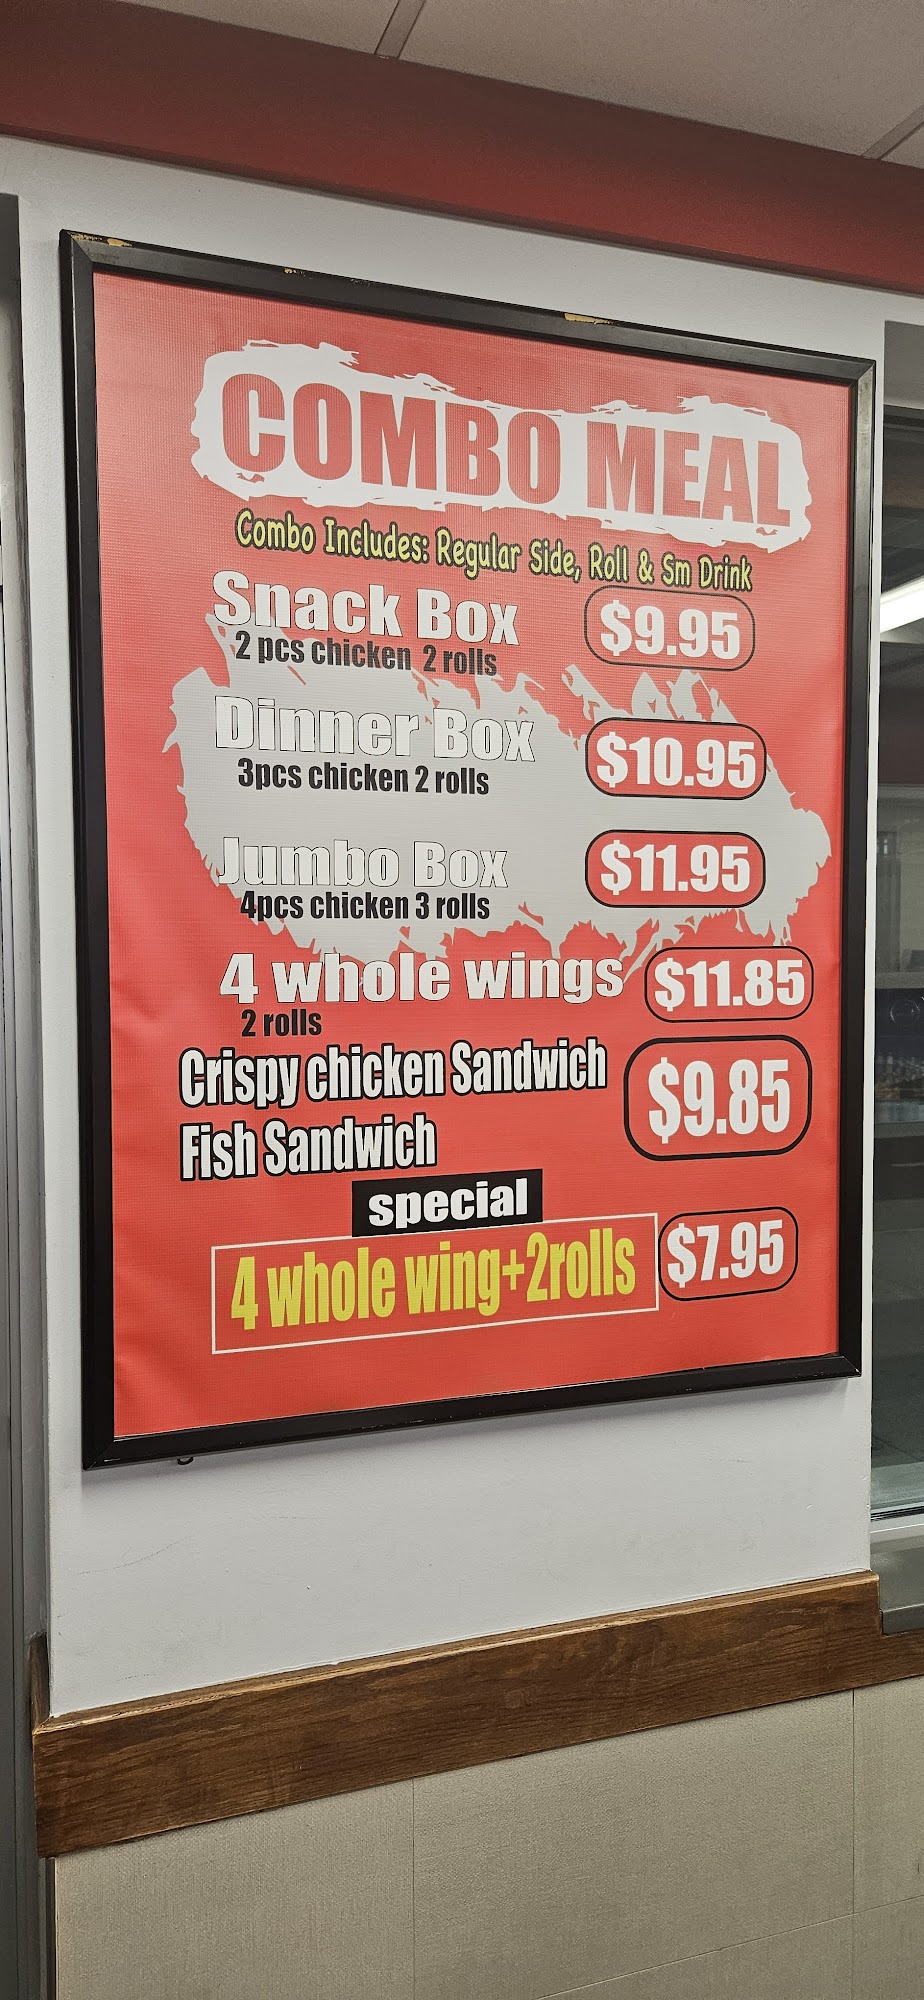 COMBO MEAL
Combo Includes: Regular Side, Roll & Sm Drink
Snack Box $9.95
2 pcs chicken 2 rolls
Dinner Box $10.95
3pcs chicken 2 rolls
Jumbo Box $11.95
4pcs chicken 3 rolls
4 whole wings $11.85
2 rolls
Crispy chicken Sandwich $9.85
Fish Sandwich
special
4 whole wing+2rolls $7.95